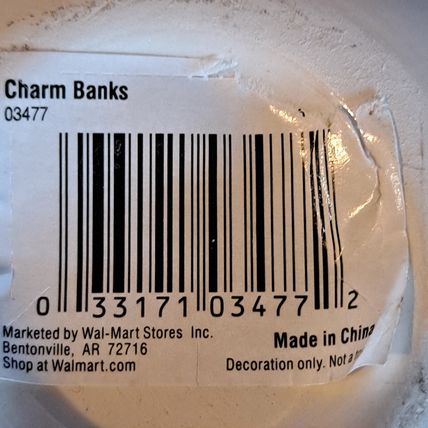 Charm Banks
03477
0 33171 03477 2
Marketed by Wal-Mart Stores Inc.
Bentonville, AR 72716
Shop at Walmart.com
Made in China
Decoration only. Not a